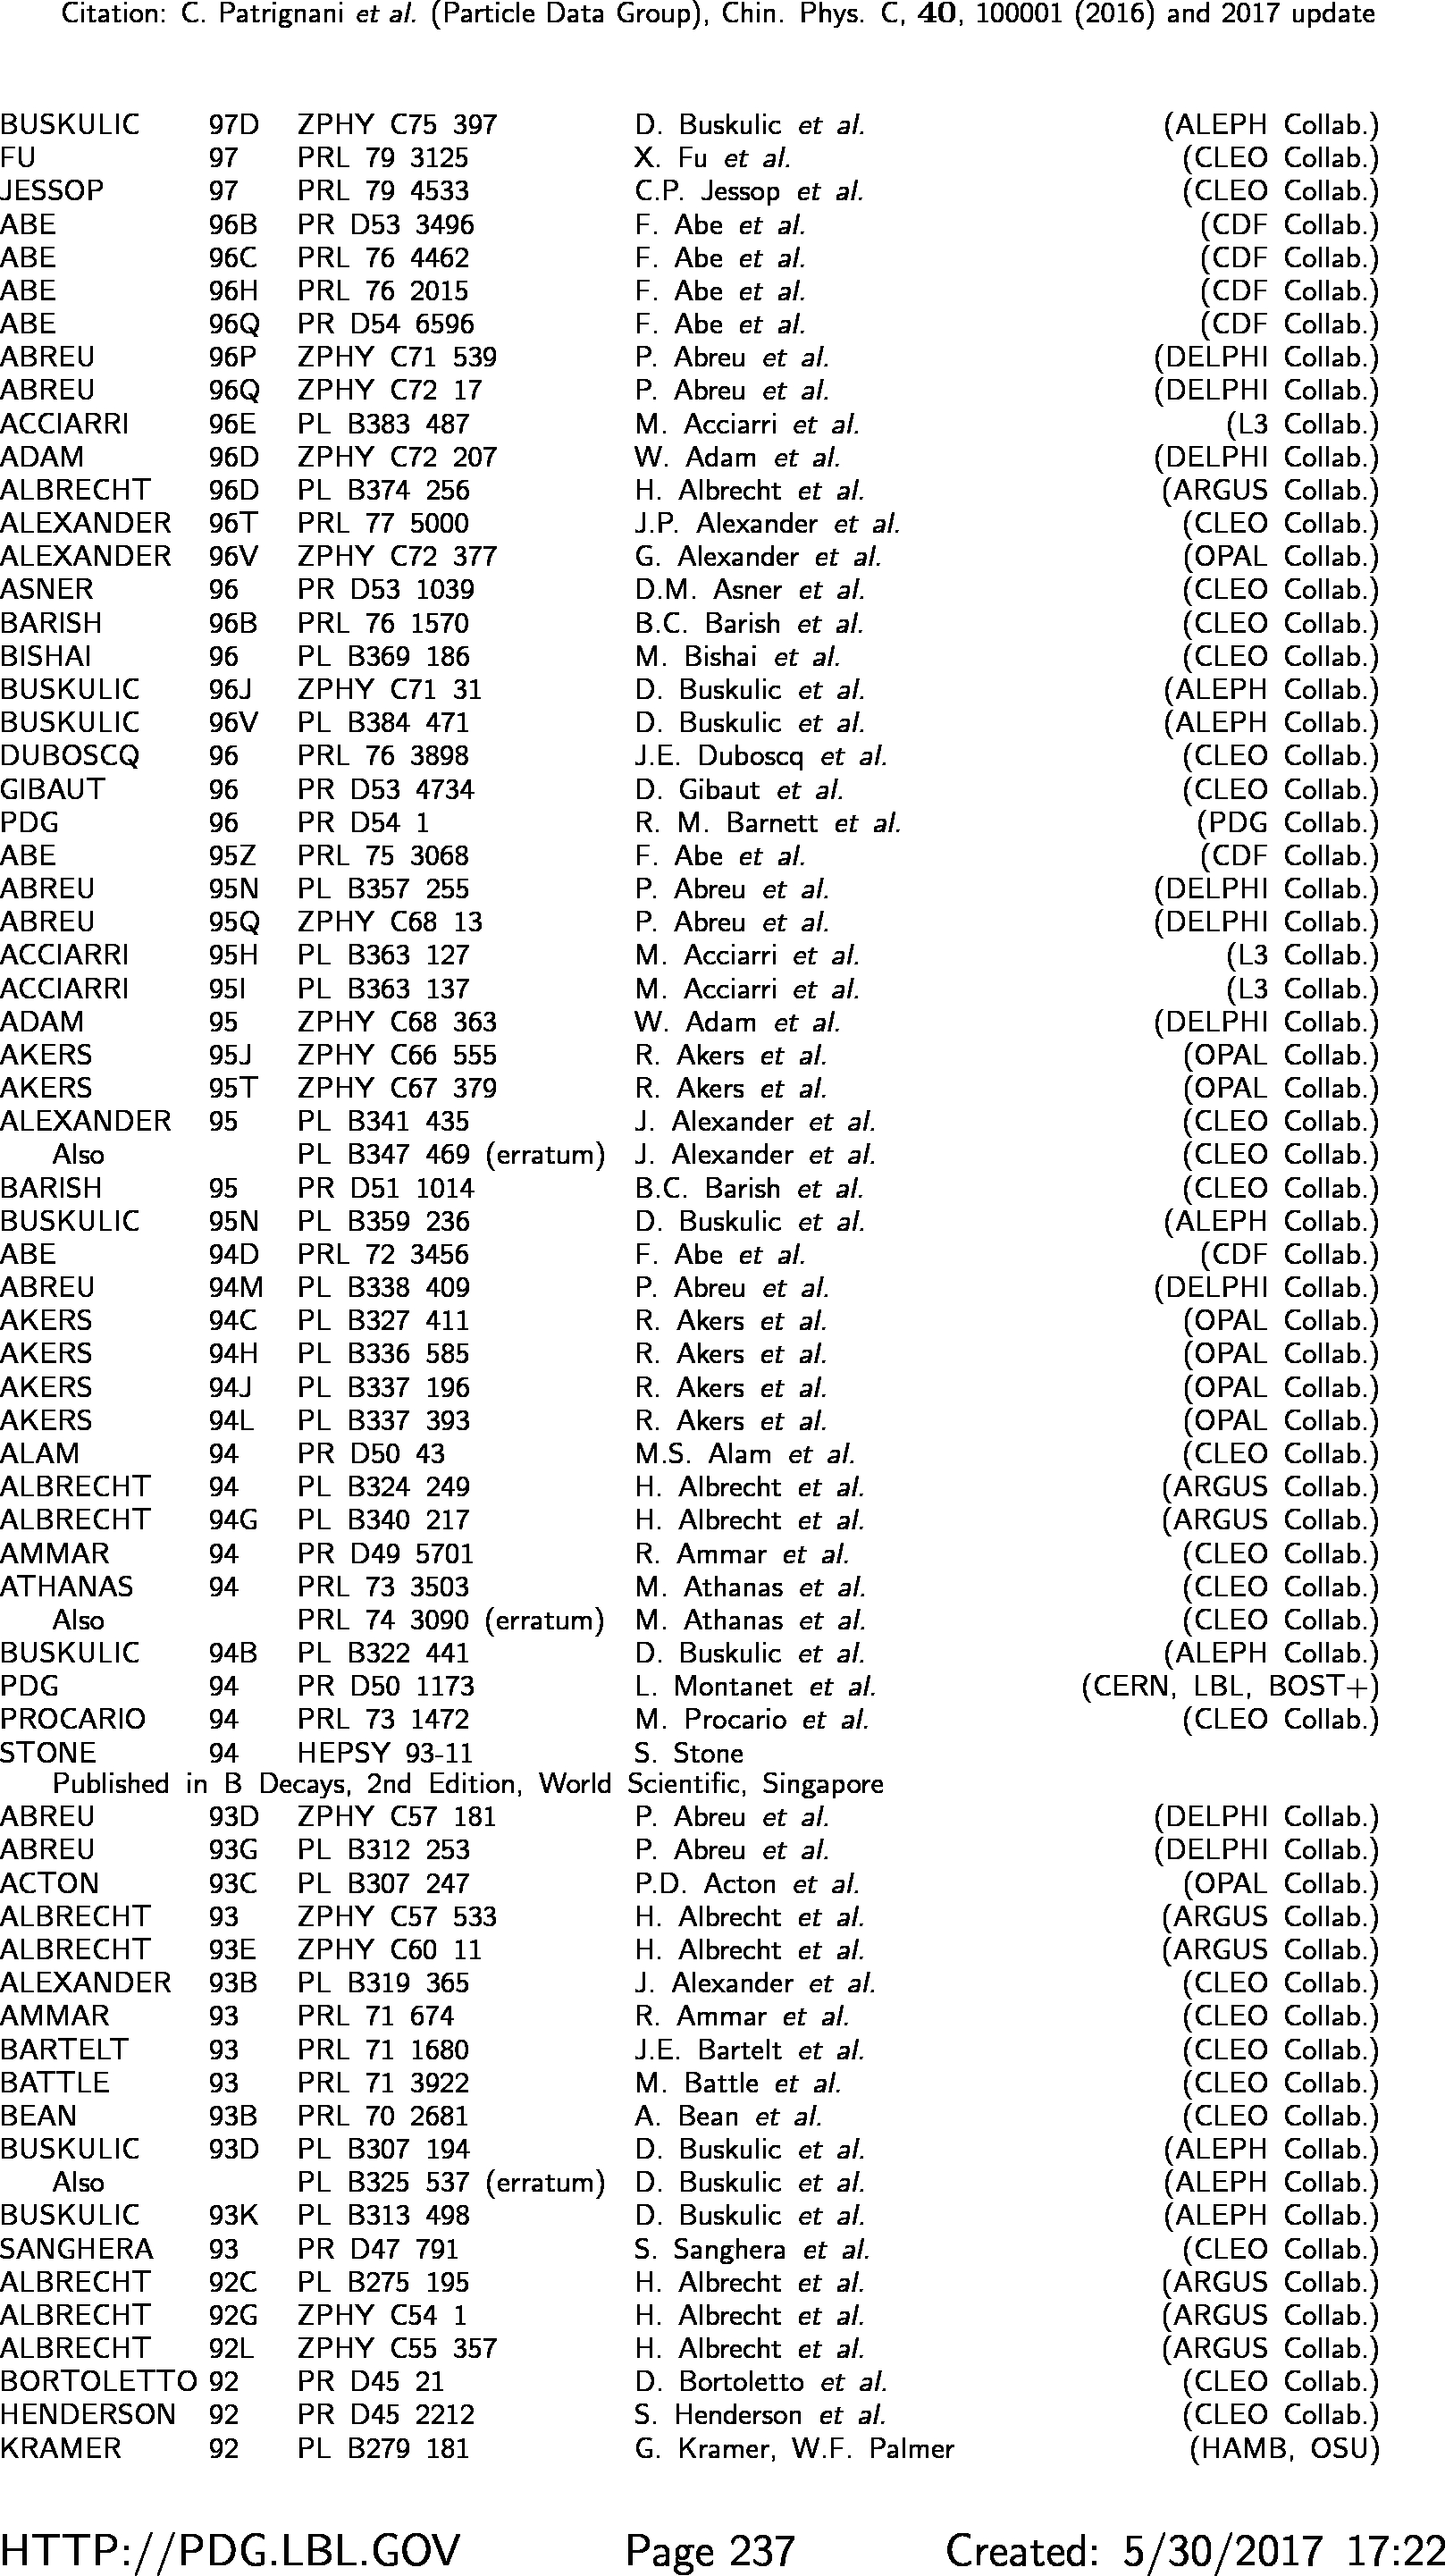 Citation: C. Patrignani et al. (Particle Data Group), Chin. Phys. C, 40, 100001 (2016) and 2017 update
BUSKULIC 97D ZPHY C75 397 D. Buskulic et al. (ALEPH Collab.)
FU 97 PRL 79 3125 X. Fu et al. (CLEO Collab.)
JESSOP 97 PRL 79 4533 C.P. Jessop et al. (CLEO Collab.)
ABE 96B PR D53 3496 F. Abe et al. (CDF Collab.)
ABE 96C PRL 76 4462 F. Abe et al. (CDF Collab.)
ABE 96H PRL 76 2015 F. Abe et al. (CDF Collab.)
ABE 96Q PR D54 6596 F. Abe et al. (CDF Collab.)
ABREU 96P ZPHY C71 539 P. Abreu et al. (DELPHI Collab.)
ABREU 96Q ZPHY C72 17 P. Abreu et al. (DELPHI Collab.)
ACCIARRI 96E PL B383 487 M. Acciarri et al. (L3 Collab.)
ADAM 96D ZPHY C72 207 W. Adam et al. (DELPHI Collab.)
ALBRECHT 96D PL B374 256 H. Albrecht et al. (ARGUS Collab.)
ALEXANDER 96T PRL 77 5000 J.P. Alexander et al. (CLEO Collab.)
ALEXANDER 96V ZPHY C72 377 G. Alexander et al. (OPAL Collab.)
ASNER 96 PR D53 1039 D.M. Asner et al. (CLEO Collab.)
BARISH 96B PRL 76 1570 B.C. Barish et al. (CLEO Collab.)
BISHAI 96 PL B369 186 M. Bishai et al. (CLEO Collab.)
BUSKULIC 96J ZPHY C71 31 D. Buskulic et al. (ALEPH Collab.)
BUSKULIC 96V PL B384 471 D. Buskulic et al. (ALEPH Collab.)
DUBOSCQ 96 PRL 76 3898 J.E. Duboscq et al. (CLEO Collab.)
GIBAUT 96 PR D53 4734 D. Gibaut et al. (CLEO Collab.)
PDG 96 PR D54 1 R. M. Barnett et al. (PDG Collab.)
ABE 95Z PRL 75 3068 F. Abe et al. (CDF Collab.)
ABREU 95N PL B357 255 P. Abreu et al. (DELPHI Collab.)
ABREU 95Q ZPHY C68 13 P. Abreu et al. (DELPHI Collab.)
ACCIARRI 95H PL B363 127 M. Acciarri et al. (L3 Collab.)
ACCIARRI 95I PL B363 137 M. Acciarri et al. (L3 Collab.)
ADAM 95 ZPHY C68 363 W. Adam et al. (DELPHI Collab.)
AKERS 95J ZPHY C66 555 R. Akers et al. (OPAL Collab.)
AKERS 95T ZPHY C67 379 R. Akers et al. (OPAL Collab.)
ALEXANDER 95 PL B341 435 J. Alexander et al. (CLEO Collab.)
Also PL B347 469 (erratum) J. Alexander et al. (CLEO Collab.)
BARISH 95 PR D51 1014 B.C. Barish et al. (CLEO Collab.)
BUSKULIC 95N PL B359 236 D. Buskulic et al. (ALEPH Collab.)
ABE 94D PRL 72 3456 F. Abe et al. (CDF Collab.)
ABREU 94M PL B338 409 P. Abreu et al. (DELPHI Collab.)
AKERS 94C PL B327 411 R. Akers et al. (OPAL Collab.)
AKERS 94H PL B336 585 R. Akers et al. (OPAL Collab.)
AKERS 94J PL B337 196 R. Akers et al. (OPAL Collab.)
AKERS 94L PL B337 393 R. Akers et al. (OPAL Collab.)
ALAM 94 PR D50 43 M.S. Alam et al. (CLEO Collab.)
ALBRECHT 94 PL B324 249 H. Albrecht et al. (ARGUS Collab.)
ALBRECHT 94G PL B340 217 H. Albrecht et al. (ARGUS Collab.)
AMMAR 94 PR D49 5701 R. Ammar et al. (CLEO Collab.)
ATHANAS 94 PRL 73 3503 M. Athanas et al. (CLEO Collab.)
Also PRL 74 3090 (erratum) M. Athanas et al. (CLEO Collab.)
BUSKULIC 94B PL B322 441 D. Buskulic et al. (ALEPH Collab.)
PDG 94 PR D50 1173 L. Montanet et al. (CERN, LBL, BOST+)
PROCARIO 94 PRL 73 1472 M. Procario et al. (CLEO Collab.)
STONE 94 HEPSY 93-11 S. Stone
Published in B Decays, 2nd Edition, World Scientific, Singapore
ABREU 93D ZPHY C57 181 P. Abreu et al. (DELPHI Collab.)
ABREU 93G PL B312 253 P. Abreu et al. (DELPHI Collab.)
ACTON 93C PL B307 247 P.D. Acton et al. (OPAL Collab.)
ALBRECHT 93 ZPHY C57 533 H. Albrecht et al. (ARGUS Collab.)
ALBRECHT 93E ZPHY C60 11 H. Albrecht et al. (ARGUS Collab.)
ALEXANDER 93B PL B319 365 J. Alexander et al. (CLEO Collab.)
AMMAR 93 PRL 71 674 R. Ammar et al. (CLEO Collab.)
BARTELT 93 PRL 71 1680 J.E. Bartelt et al. (CLEO Collab.)
BATTLE 93 PRL 71 3922 M. Battle et al. (CLEO Collab.)
BEAN 93B PRL 70 2681 A. Bean et al. (CLEO Collab.)
BUSKULIC 93D PL B307 194 D. Buskulic et al. (ALEPH Collab.)
Also PL B325 537 (erratum) D. Buskulic et al. (ALEPH Collab.)
BUSKULIC 93K PL B313 498 D. Buskulic et al. (ALEPH Collab.)
SANGHERA 93 PR D47 791 S. Sanghera et al. (CLEO Collab.)
ALBRECHT 92C PL B275 195 H. Albrecht et al. (ARGUS Collab.)
ALBRECHT 92G ZPHY C54 1 H. Albrecht et al. (ARGUS Collab.)
ALBRECHT 92L ZPHY C55 357 H. Albrecht et al. (ARGUS Collab.)
BORTOLETTO 92 PR D45 21 D. Bortoletto et al. (CLEO Collab.)
HENDERSON 92 PR D45 2212 S. Henderson et al. (CLEO Collab.)
KRAMER 92 PL B279 181 G. Kramer, W.F. Palmer (HAMB, OSU)
HTTP://PDG.LBL.GOV Page 237 Created: 5/30/2017 17:22